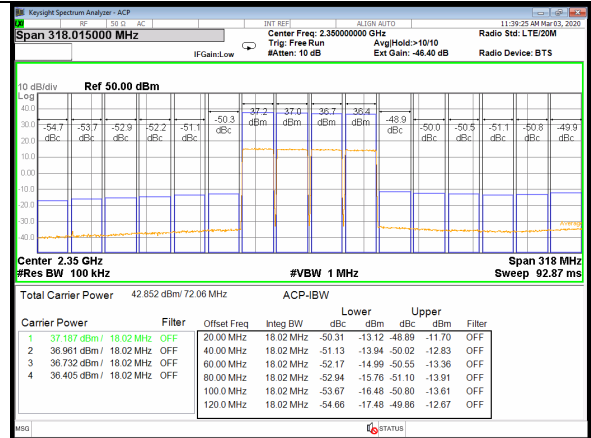 Keysight Spectrum Analyzer - ACP
LXI RF 50 Ω AC INT REF ALIGN AUTO 11:39:25 AM Mar 03, 2020
Span 318.015000 MHz Center Freq: 2.350000000 GHz Radio Std: LTE/20M
Trig: Free Run Avg|Hold:>10/10
IFGain:Low #Atten: 10 dB Ext Gain: -46.40 dB Radio Device: BTS
10 dB/div Ref 50.00 dBm
Log
40.0
30.0
20.0
10.0
0.00
-10.0
-20.0
-30.0
-40.0
-54.7 dBc -53.7 dBc -52.9 dBc -52.2 dBc -51.1 dBc -50.3 dBc 37.2 dBm 37.0 dBm 36.7 dBm 36.4 dBm -48.9 dBc -50.0 dBc -50.5 dBc -51.1 dBc -50.8 dBc -49.9 dBc
Average
Center 2.35 GHz Span 318 MHz
#Res BW 100 kHz #VBW 1 MHz Sweep 92.87 ms
Total Carrier Power 42.852 dBm/ 72.06 MHz ACP-IBW
Lower Upper
Carrier Power Filter Offset Freq Integ BW dBc dBm dBc dBm Filter
1 37.187 dBm / 18.02 MHz OFF 20.00 MHz 18.02 MHz -50.31 -13.12 -48.89 -11.70 OFF
2 36.961 dBm / 18.02 MHz OFF 40.00 MHz 18.02 MHz -51.13 -13.94 -50.02 -12.83 OFF
3 36.732 dBm / 18.02 MHz OFF 60.00 MHz 18.02 MHz -52.17 -14.99 -50.55 -13.36 OFF
4 36.405 dBm / 18.02 MHz OFF 80.00 MHz 18.02 MHz -52.94 -15.76 -51.10 -13.91 OFF
100.0 MHz 18.02 MHz -53.67 -16.48 -50.80 -13.61 OFF
120.0 MHz 18.02 MHz -54.66 -17.48 -49.86 -12.67 OFF
MSG STATUS